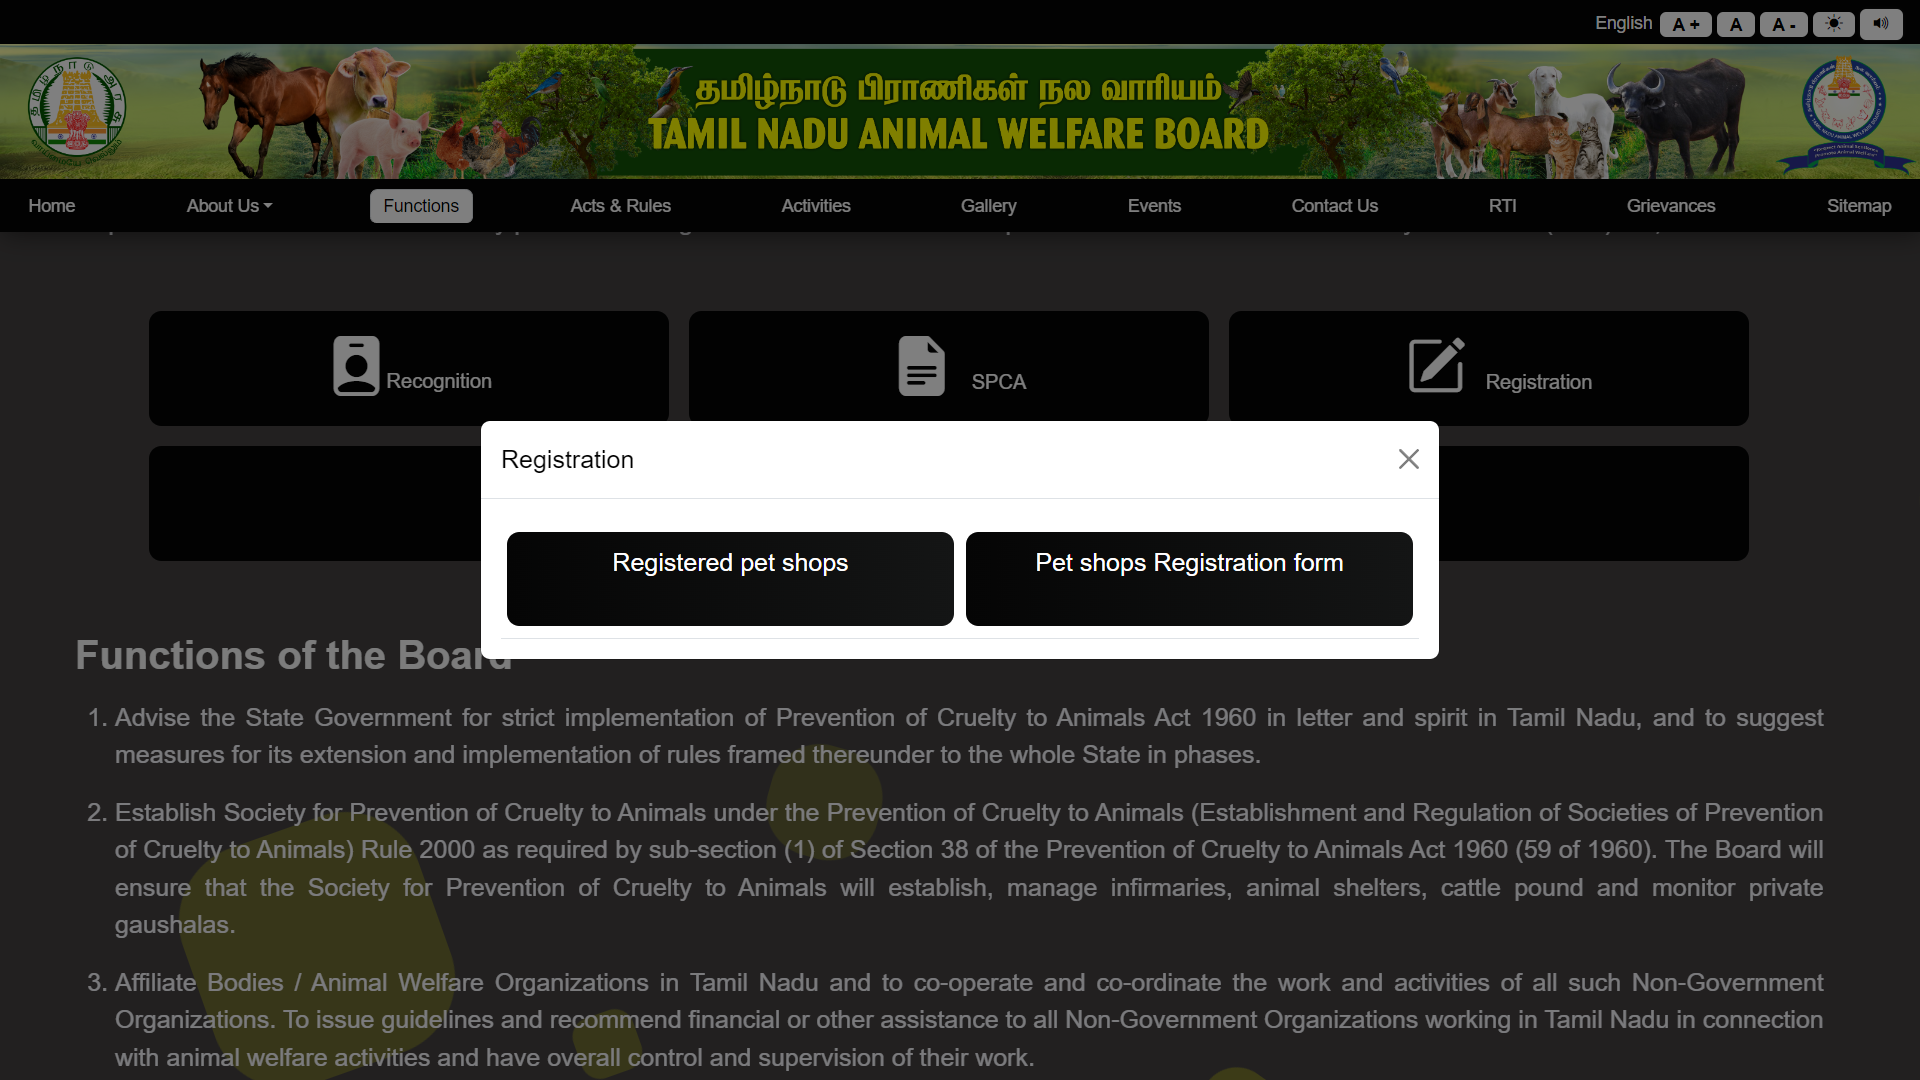 English A + A A -
தமிழ்நாடு பிராணிகள் நல வாரியம்
TAMIL NADU ANIMAL WELFARE BOARD
Home About Us Functions Acts & Rules Activities Gallery Events Contact Us RTI Grievances Sitemap
Recognition SPCA Registration
Registration
Registered pet shops Pet shops Registration form
Functions of the Board
1. Advise the State Government for strict implementation of Prevention of Cruelty to Animals Act 1960 in letter and spirit in Tamil Nadu, and to suggest
measures for its extension and implementation of rules framed thereunder to the whole State in phases.
2. Establish Society for Prevention of Cruelty to Animals under the Prevention of Cruelty to Animals (Establishment and Regulation of Societies of Prevention
of Cruelty to Animals) Rule 2000 as required by sub-section (1) of Section 38 of the Prevention of Cruelty to Animals Act 1960 (59 of 1960). The Board will
ensure that the Society for Prevention of Cruelty to Animals will establish, manage infirmaries, animal shelters, cattle pound and monitor private
gaushalas.
3. Affiliate Bodies / Animal Welfare Organizations in Tamil Nadu and to co-operate and co-ordinate the work and activities of all such Non-Government
Organizations. To issue guidelines and recommend financial or other assistance to all Non-Government Organizations working in Tamil Nadu in connection
with animal welfare activities and have overall control and supervision of their work.